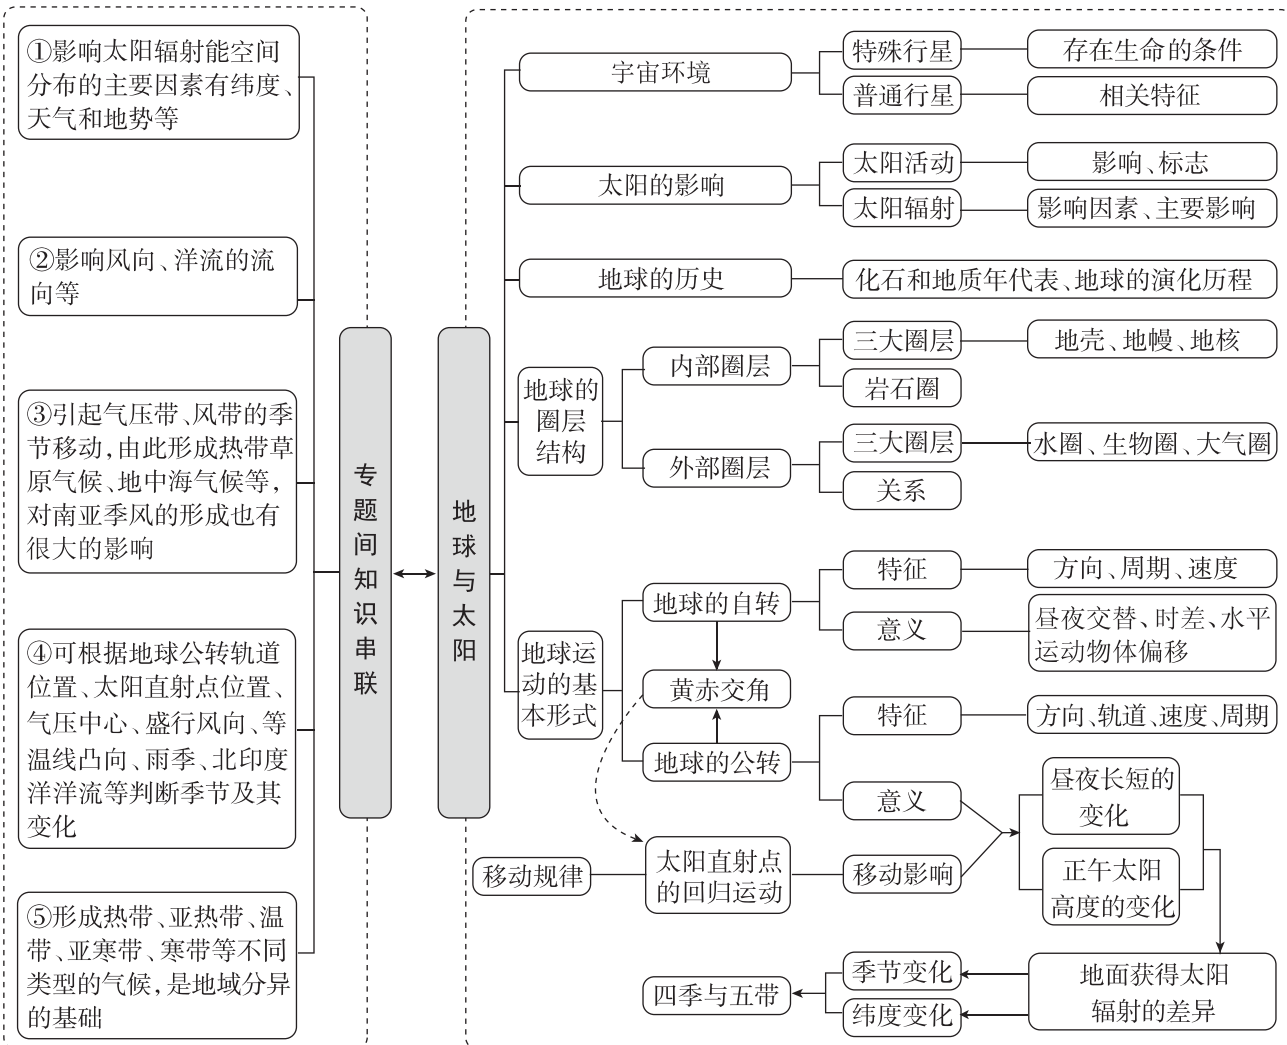 ①影响太阳辐射能空间
分布的主要因素有纬度、
天气和地势等
②影响风向、洋流的流
向等
③引起气压带、风带的季
节移动,由此形成热带草
原气候、地中海气候等,
对南亚季风的形成也有
很大的影响
④可根据地球公转轨道
位置、太阳直射点位置、
气压中心、盛行风向、等
温线凸向、雨季、北印度
洋洋流等判断季节及其
变化
⑤形成热带、亚热带、温
带、亚寒带、寒带等不同
类型的气候,是地域分异
的基础
专题间知识串联
地球与太阳
宇宙环境
特殊行星
存在生命的条件
普通行星
相关特征
太阳的影响
太阳活动
影响、标志
太阳辐射
影响因素、主要影响
地球的历史
化石和地质年代表、地球的演化历程
地球的
圈层
结构
内部圈层
三大圈层
地壳、地幔、地核
岩石圈
外部圈层
三大圈层
水圈、生物圈、大气圈
关系
地球运
动的基
本形式
地球的自转
特征
方向、周期、速度
意义
昼夜交替、时差、水平
运动物体偏移
黄赤交角
地球的公转
特征
方向、轨道、速度、周期
意义
昼夜长短的
变化
正午太阳
高度的变化
移动规律
太阳直射点
的回归运动
移动影响
地面获得太阳
辐射的差异
季节变化
纬度变化
四季与五带